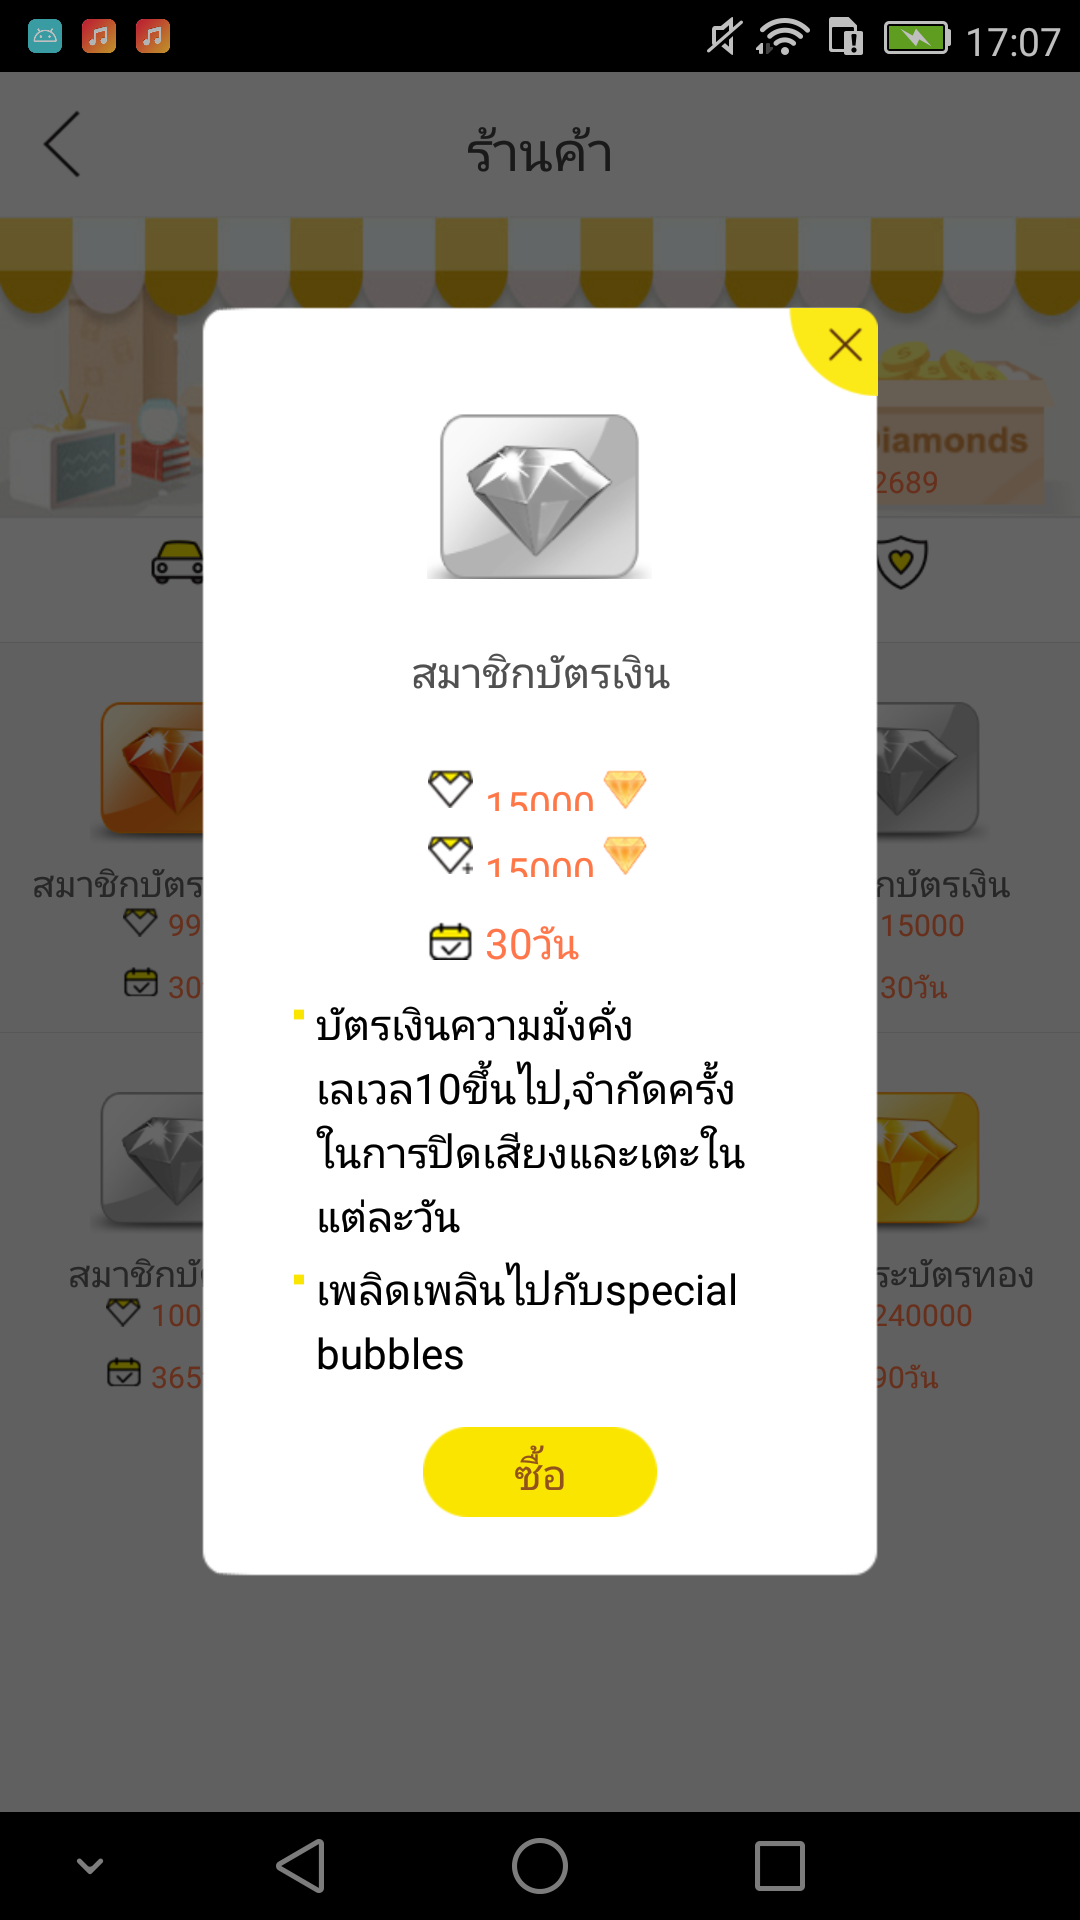 17:07
ร้านค้า
2689
สมาชิกบัตรเงิน
15000
15000
30วัน
บัตรเงินความมั่งคั่ง
เลเวล10ขึ้นไป,จำกัดครั้ง
ในการปิดเสียงและเตะใน
แต่ละวัน
เพลิดเพลินไปกับspecial
bubbles
ซื้อ
สมาชิกบัตร
กบัตรเงิน
99
15000
30
30วัน
สมาชิกบั
ระบัตรทอง
100
240000
365
90วัน